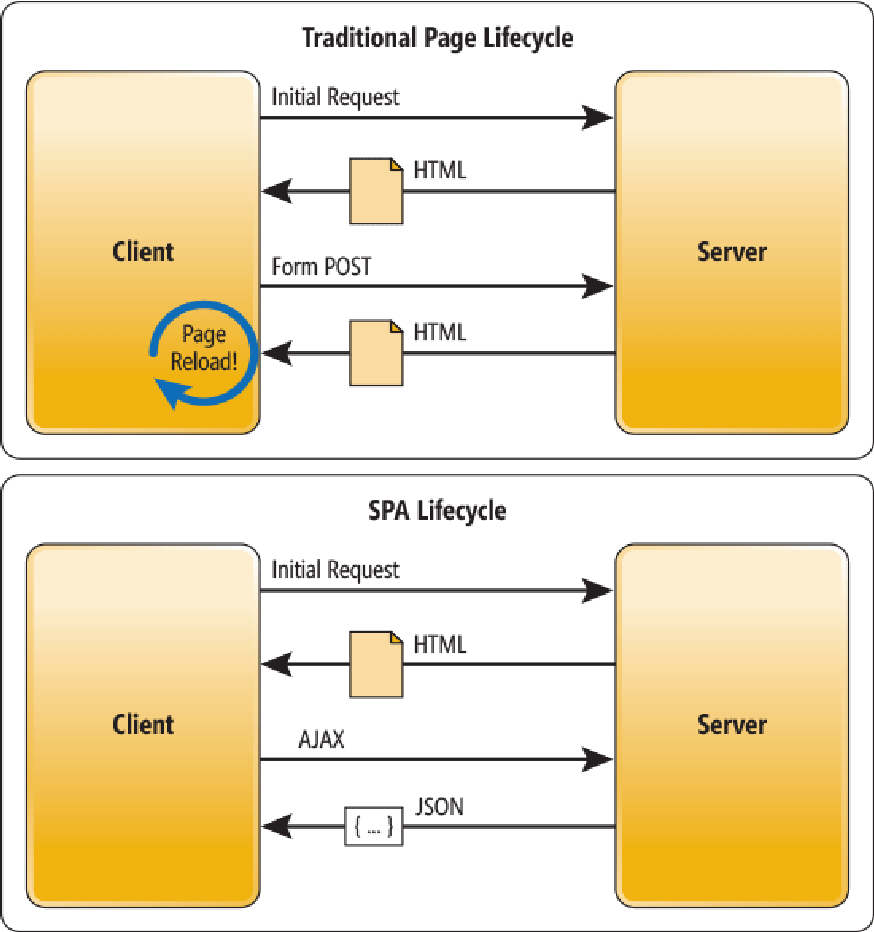 Traditional Page Lifecycle
Initial Request
HTML
Client
Server
Form POST
HTML
Page
Reload!
SPA Lifecycle
Initial Request
HTML
Client
Server
AJAX
JSON
{ ... }